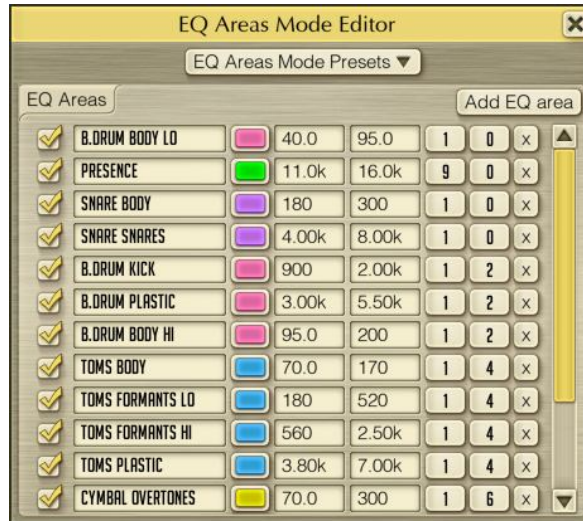 EQ Areas Mode Editor
EQ Areas Mode Presets ▼
EQ Areas Add EQ area
B.DRUM BODY LO 40.0 95.0 1 0 x
PRESENCE 11.0k 16.0k 9 0 x
SNARE BODY 180 300 1 0 x
SNARE SNARES 4.00k 8.00k 1 0 x
B.DRUM KICK 900 2.00k 1 2 x
B.DRUM PLASTIC 3.00k 5.50k 1 2 x
B.DRUM BODY HI 95.0 200 1 2 x
TOMS BODY 70.0 170 1 4 x
TOMS FORMANTS LO 180 520 1 4 x
TOMS FORMANTS HI 560 2.50k 1 4 x
TOMS PLASTIC 3.80k 7.00k 1 4 x
CYMBAL OVERTONES 70.0 300 1 6 x